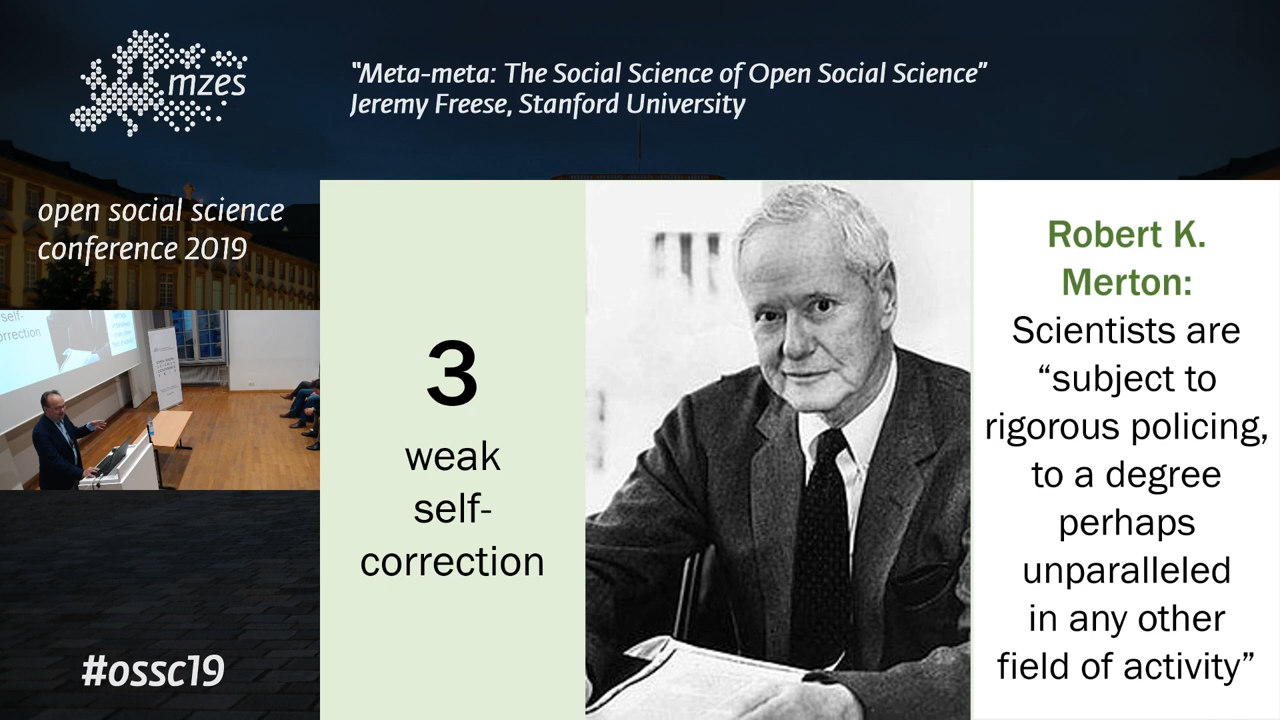 mzes
"Meta-meta: The Social Science of Open Social Science"
Jeremy Freese, Stanford University
open social science
conference 2019
self-
correction
3
weak
self-
correction
Robert K.
Merton:
Scientists are
“subject to
rigorous policing,
to a degree
perhaps
unparalleled
in any other
field of activity”
#ossc19